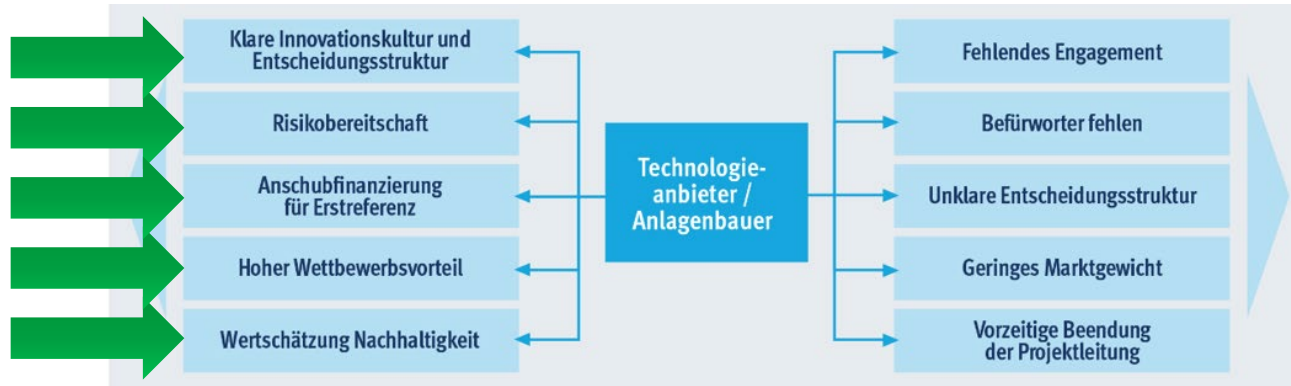 Klare Innovationskultur und
Entscheidungsstruktur
Risikobereitschaft
Anschubfinanzierung
für Erstreferenz
Hoher Wettbewerbsvorteil
Wertschätzung Nachhaltigkeit
Technologie-
anbieter /
Anlagenbauer
Fehlendes Engagement
Befürworter fehlen
Unklare Entscheidungsstruktur
Geringes Marktgewicht
Vorzeitige Beendung
der Projektleitung